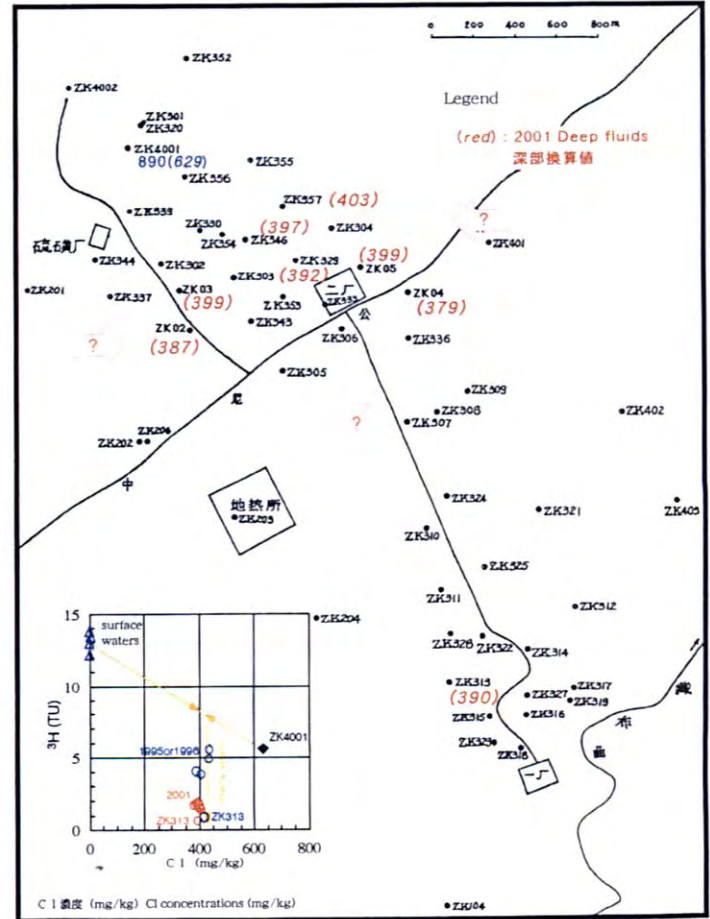 0 200 400 600 800m
ZK352
ZK4002
Legend
ZK301
ZK320
(red) : 2001 Deep fluids
深部換算値
ZK4001
890(629)
ZK355
ZK356
ZK357 (403)
ZK339
ZK330
ZK354
(397)
ZK346
ZK304
?
ZK401
硫磺厂
ZK344
ZK302
ZK329
(399)
ZK05
ZK303
(392)
ZK201
ZK337
ZK03
(399)
ZK353
二厂
ZK333
ZK04
(379)
公
ZK343
ZK02
(387)
?
ZK306
ZK336
ZK305
尼
ZK309
ZK308
ZK402
ZK307
?
ZK202
ZK206
中
地热所
ZK203
ZK324
ZK321
ZK403
ZK310
ZK325
ZK311
ZK312
ZK204
ZK326
ZK322
ZK314
ZK313
(390)
ZK317
ZK327
ZK319
ZK315
ZK316
藏
布
曲
ZK323
ZK318
一厂
ZK104
15
surface
waters
10
³H (TU)
ZK4001
1995or1996
5
2001
ZK313
ZK313
0
0 200 400 600 800
C l (mg/kg)
C l 濃度 (mg/kg) Cl concentrations (mg/kg)